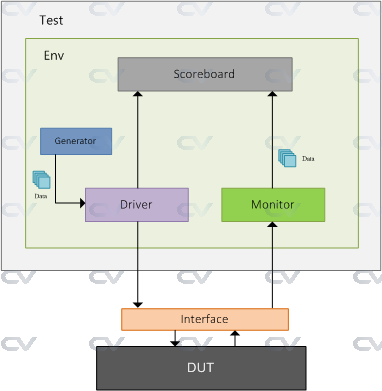 Test
Env
Scoreboard
Generator
Data
Data
Driver
Monitor
Interface
DUT